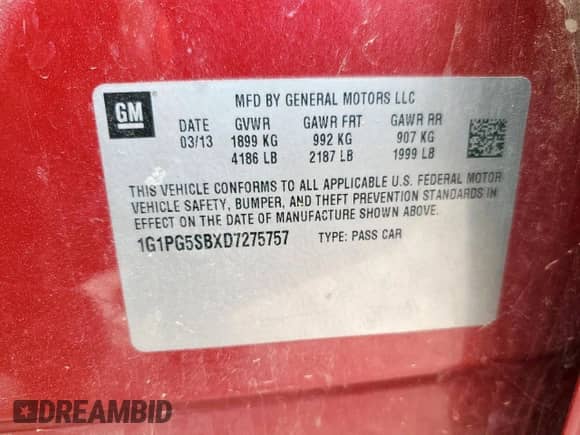 GM
MFD BY GENERAL MOTORS LLC
DATE GVWR GAWR FRT GAWR RR
03/13 1899 KG 992 KG 907 KG
4186 LB 2187 LB 1999 LB
THIS VEHICLE CONFORMS TO ALL APPLICABLE U.S. FEDERAL MOTOR
VEHICLE SAFETY, BUMPER, AND THEFT PREVENTION STANDARDS IN
EFFECT ON THE DATE OF MANUFACTURE SHOWN ABOVE.
1G1PG5SBXD7275757 TYPE: PASS CAR
DREAMBID